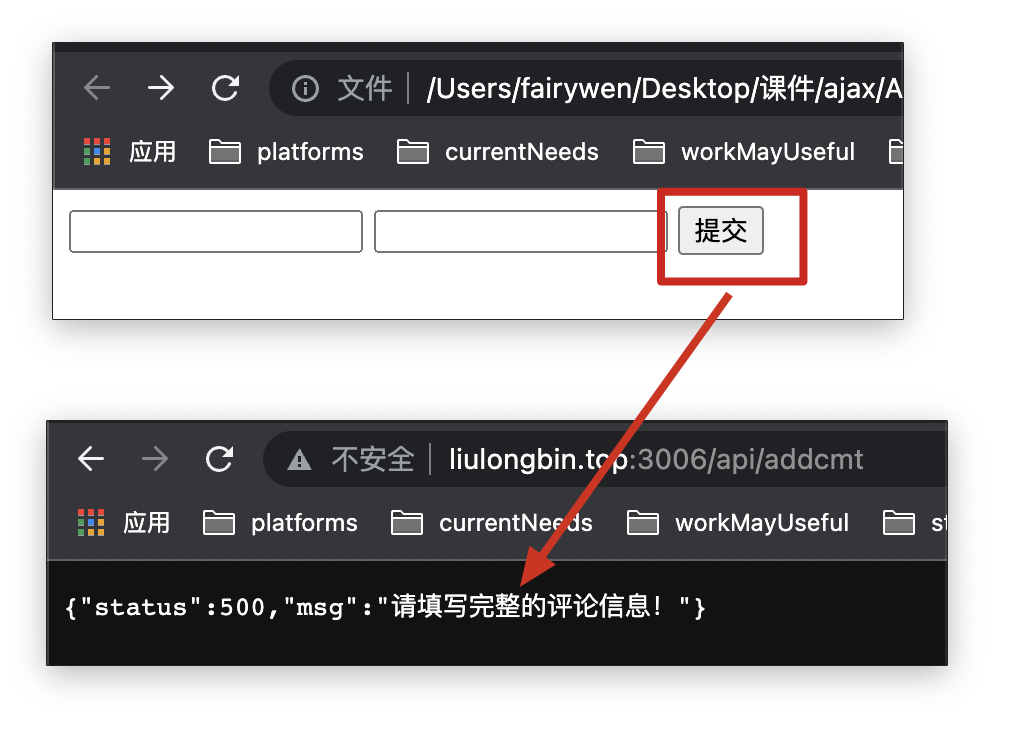 文件 | /Users/fairywen/Desktop/课件/ajax/A
应用 platforms currentNeeds workMayUseful
提交
不安全 | liulongbin.top:3006/api/addcmt
应用 platforms currentNeeds workMayUseful st
{"status":500,"msg":"请填写完整的评论信息！"}